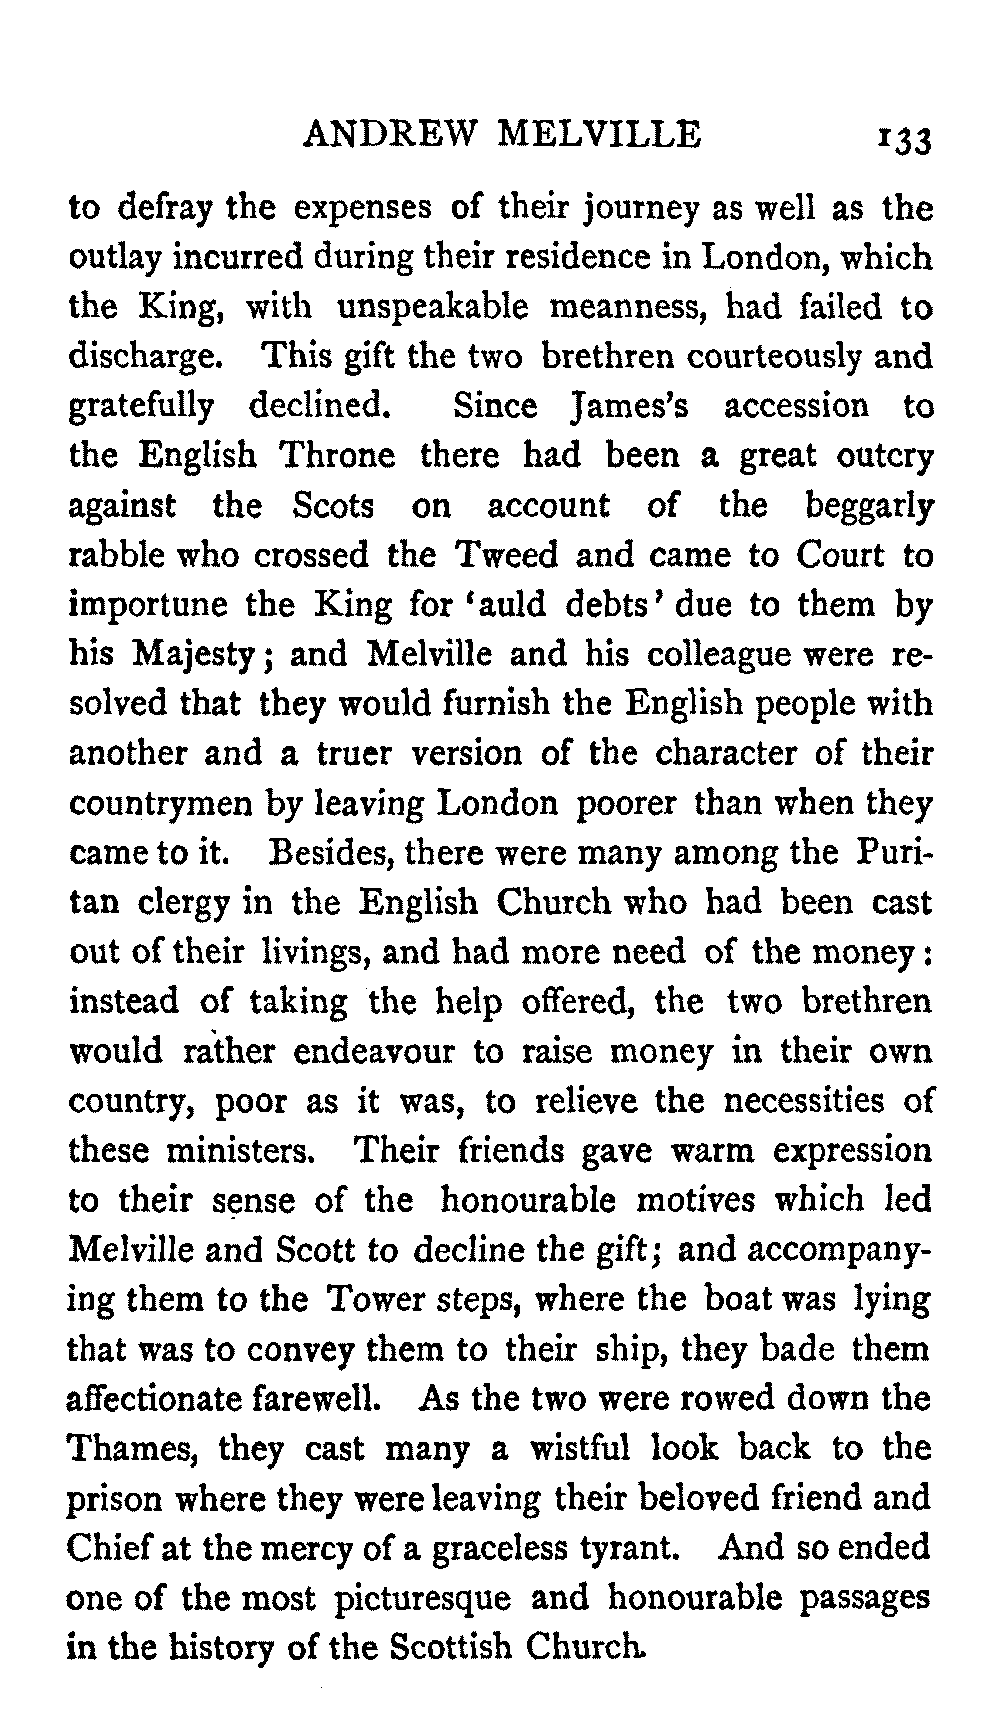 ANDREW MELVILLE 133
to defray the expenses of their journey as well as the
outlay incurred during their residence in London, which
the King, with unspeakable meanness, had failed to
discharge. This gift the two brethren courteously and
gratefully declined. Since James's accession to
the English Throne there had been a great outcry
against the Scots on account of the beggarly
rabble who crossed the Tweed and came to Court to
importune the King for ‘auld debts’ due to them by
his Majesty; and Melville and his colleague were re-
solved that they would furnish the English people with
another and a truer version of the character of their
countrymen by leaving London poorer than when they
came to it. Besides, there were many among the Puri-
tan clergy in the English Church who had been cast
out of their livings, and had more need of the money:
instead of taking the help offered, the two brethren
would rather endeavour to raise money in their own
country, poor as it was, to relieve the necessities of
these ministers. Their friends gave warm expression
to their sense of the honourable motives which led
Melville and Scott to decline the gift; and accompany-
ing them to the Tower steps, where the boat was lying
that was to convey them to their ship, they bade them
affectionate farewell. As the two were rowed down the
Thames, they cast many a wistful look back to the
prison where they were leaving their beloved friend and
Chief at the mercy of a graceless tyrant. And so ended
one of the most picturesque and honourable passages
in the history of the Scottish Church.